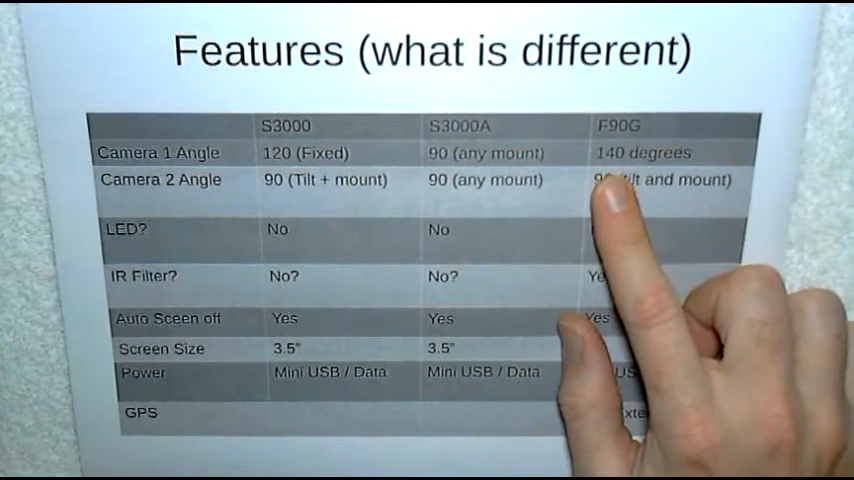 Features (what is different)
S3000 S3000A F90G
Camera 1 Angle 120 (Fixed) 90 (any mount) 140 degrees
Camera 2 Angle 90 (Tilt + mount) 90 (any mount) and mount)
LED? No No
IR Filter? No? No?
Auto Sceen off Yes Yes Yes
Screen Size 3.5" 3.5"
Power Mini USB / Data Mini USB / Data
GPS